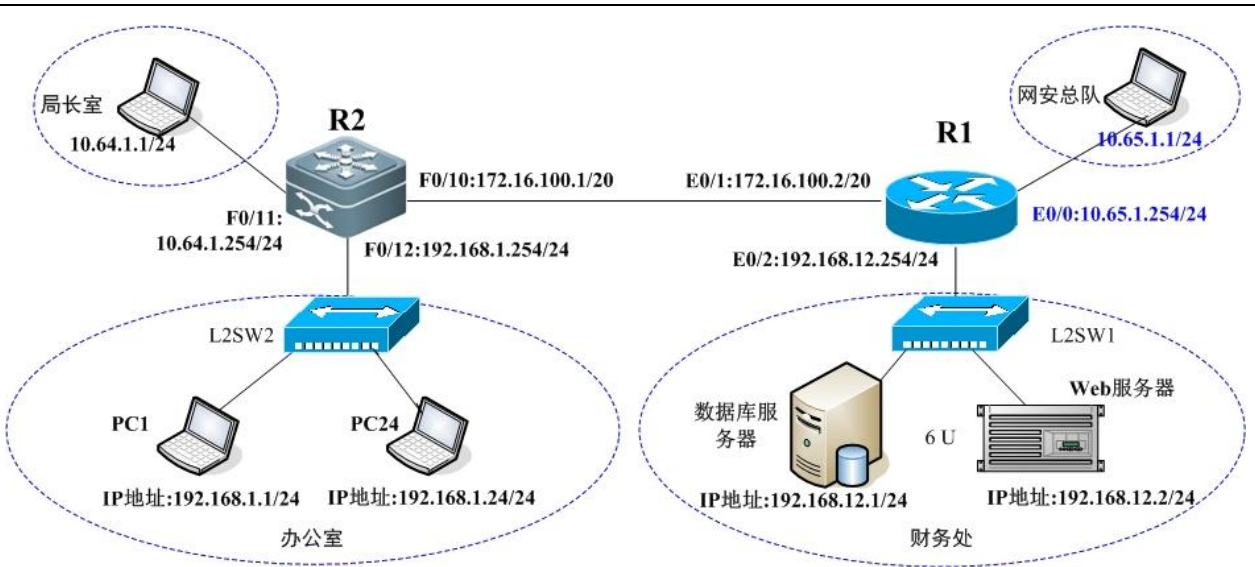 局长室
10.64.1.1/24
R2
F0/10:172.16.100.1/20
F0/11:
10.64.1.254/24
F0/12:192.168.1.254/24
R1
E0/1:172.16.100.2/20
网安总队
10.65.1.1/24
E0/0:10.65.1.254/24
E0/2:192.168.12.254/24
L2SW2
PC1
PC24
IP地址:192.168.1.1/24
IP地址:192.168.1.24/24
办公室
L2SW1
数据库服
务器
6 U
Web服务器
IP地址:192.168.12.1/24
IP地址:192.168.12.2/24
财务处